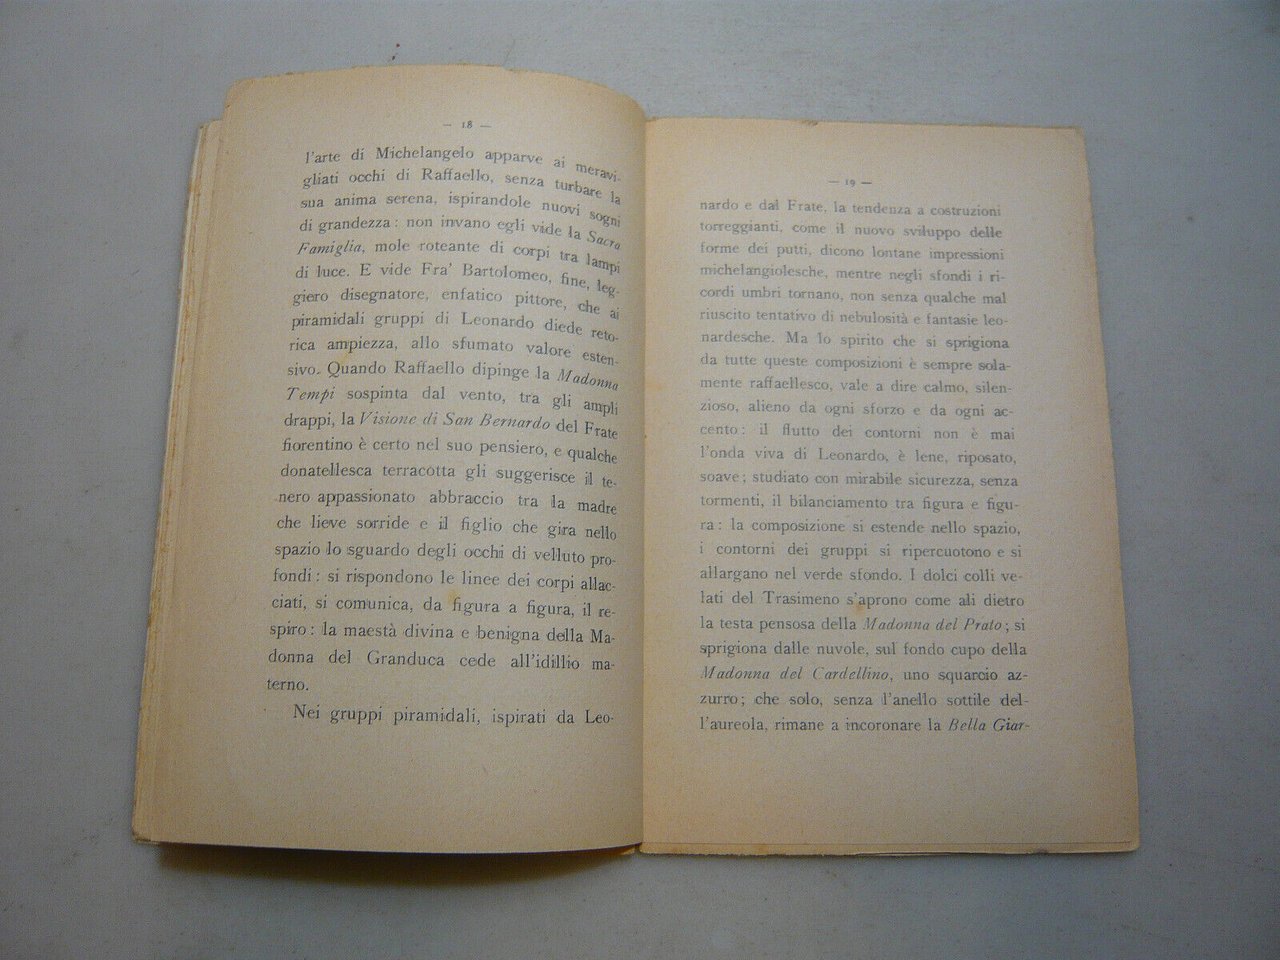 — 18 —
l'arte di Michelangelo apparve ai meravi-
gliati occhi di Raffaello, senza turbare la
sua anima serena, ispirandole nuovi sogni
di grandezza: non invano egli vide la Sacra
Famiglia, mole roteante di corpi tra lampi
di luce. E vide Fra' Bartolomeo, fine, leg-
giero disegnatore, enfatico pittore, che ai
piramidali gruppi di Leonardo diede reto-
rica ampiezza, allo sfumato valore esten-
sivo. Quando Raffaello dipinge la Madonna
Tempi sospinta dal vento, tra gli ampli
drappi, la Visione di San Bernardo del Frate
fiorentino è certo nel suo pensiero, e qualche
donatellesca terracotta gli suggerisce il te-
nero appassionato abbraccio tra la madre
che lieve sorride e il figlio che gira nello
spazio lo sguardo degli occhi di velluto pro-
fondi: si rispondono le linee dei corpi allac-
ciati, si comunica, da figura a figura, il re-
spiro: la maestà divina e benigna della Ma-
donna del Granduca cede all'idillio ma-
terno.
Nei gruppi piramidali, ispirati da Leo-
— 19 —
nardo e dal Frate, la tendenza a costruzioni
torreggianti, come il nuovo sviluppo delle
forme dei putti, dicono lontane impressioni
michelangiolesche, mentre negli sfondi i ri-
cordi umbri tornano, non senza qualche mal
riuscito tentativo di nebulosità e fantasie leo-
nardesche. Ma lo spirito che si sprigiona
da tutte queste composizioni è sempre sola-
mente raffaellesco, vale a dire calmo, silen-
zioso, alieno da ogni sforzo e da ogni ac-
cento: il flutto dei contorni non è mai
l'onda viva di Leonardo, è lene, riposato,
soave; studiato con mirabile sicurezza, senza
tormenti, il bilanciamento tra figura e figu-
ra: la composizione si estende nello spazio,
i contorni dei gruppi si ripercuotono e si
allargano nel verde sfondo. I dolci colli ve-
lati del Trasimeno s'aprono come ali dietro
la testa pensosa della Madonna del Prato; si
sprigiona dalle nuvole, sul fondo cupo della
Madonna del Cardellino, uno squarcio az-
zurro; che solo, senza l'anello sottile del-
l'aureola, rimane a incoronare la Bella Giar-